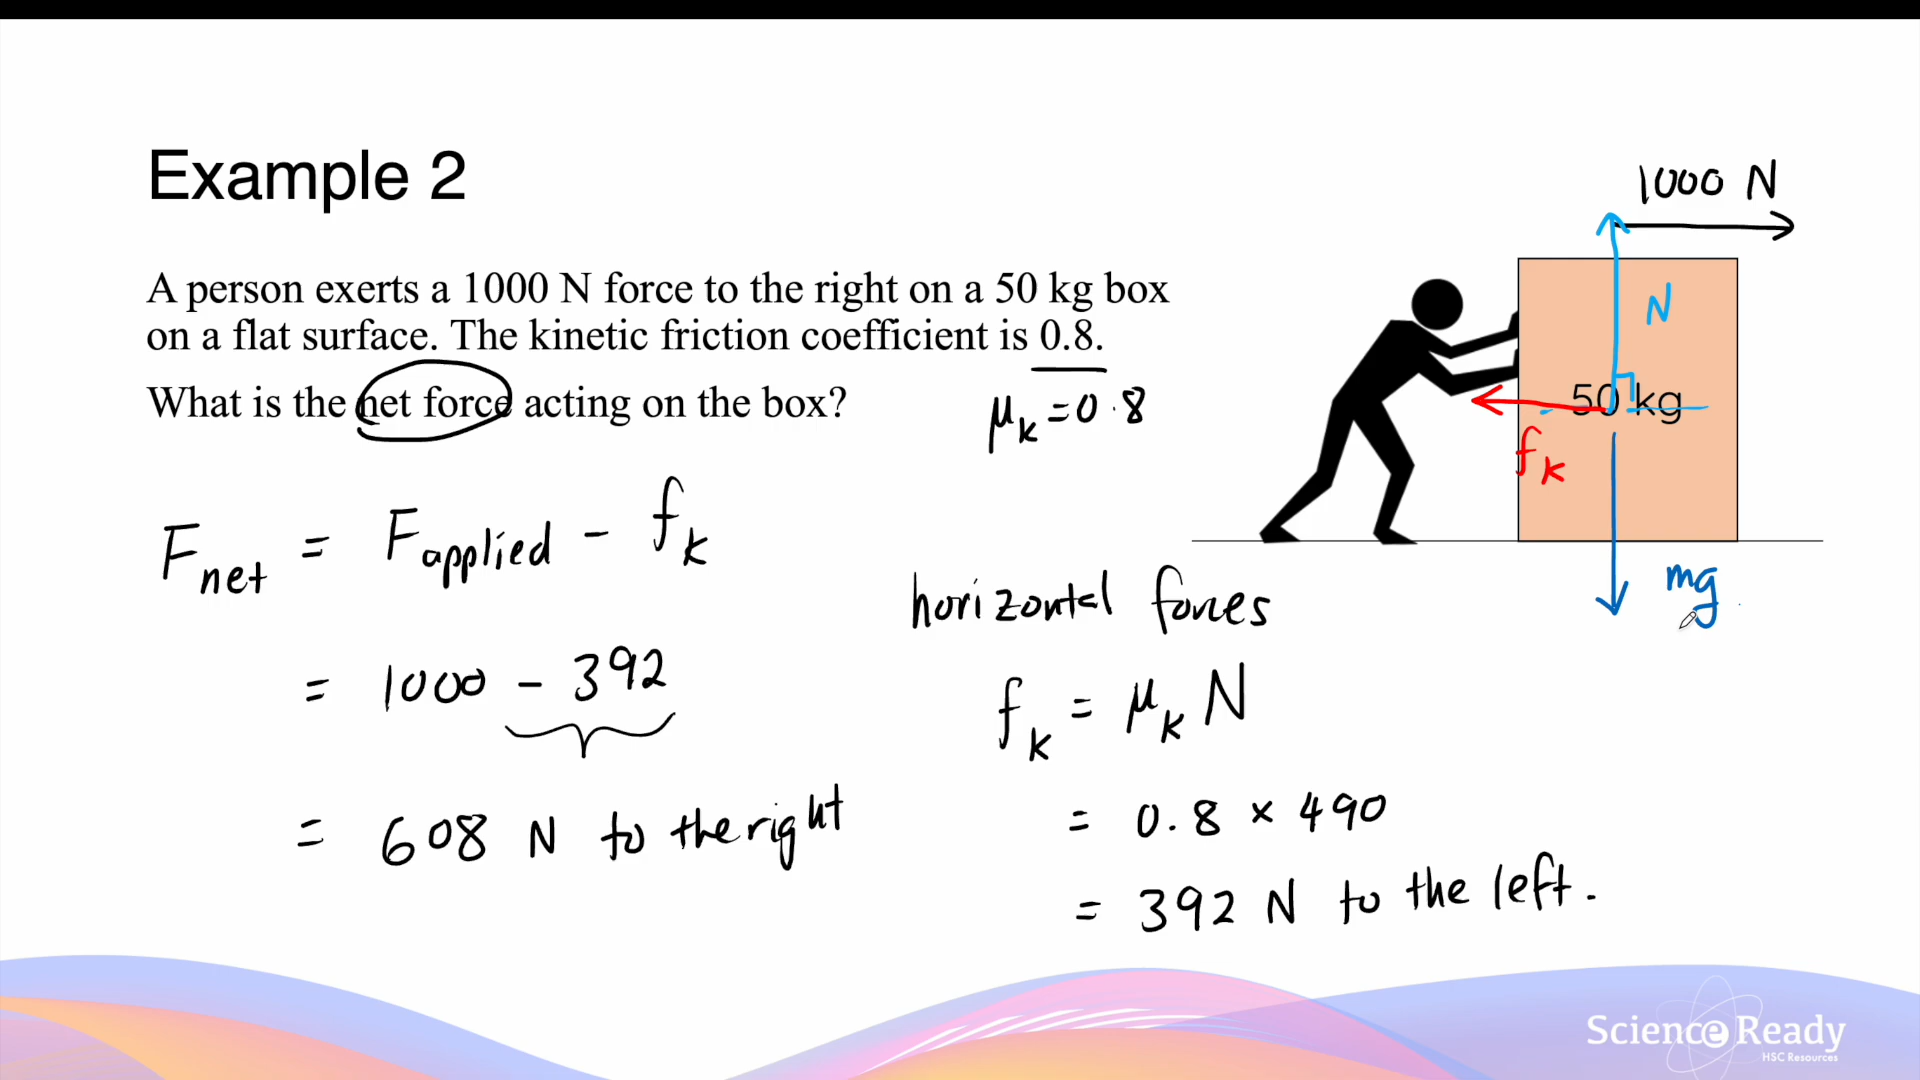 Example 2
A person exerts a 1000 N force to the right on a 50 kg box
on a flat surface. The kinetic friction coefficient is 0.8.
What is the net force acting on the box?
μk = 0.8
1000 N
N
50 kg
fk
mg
Fnet = Fapplied - fk
= 1000 - 392
= 608 N to the right
horizontal forces
fk = μk N
= 0.8 × 490
= 392 N to the left.
Science Ready
HSC Resources